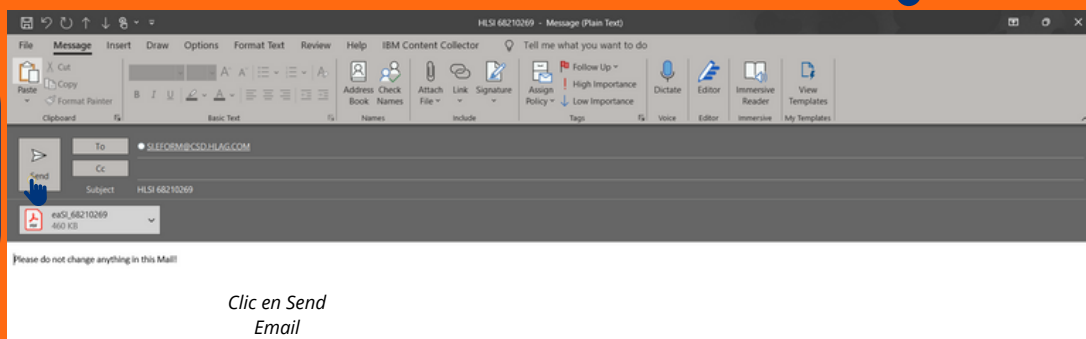 HLSI 68210269 - Message (Plain Text)
File Message Insert Draw Options Format Text Review Help IBM Content Collector Tell me what you want to do
Paste
Cut
Copy
Format Painter
Clipboard
B I U A A A
Basic Text
Address Book
Check Names
Names
Attach File
Link
Signature
Include
Assign Policy
Follow Up
High Importance
Low Importance
Tags
Dictate
Voice
Editor
Editor
Immersive Reader
Immersive
View Templates
My Templates
Send
To SI.EFORM@CSD.HLAG.COM
Cc
Subject HLSI 68210269
PDF
eaSI_68210269
460 KB
Please do not change anything in this Mail!!
Clic en Send
Email